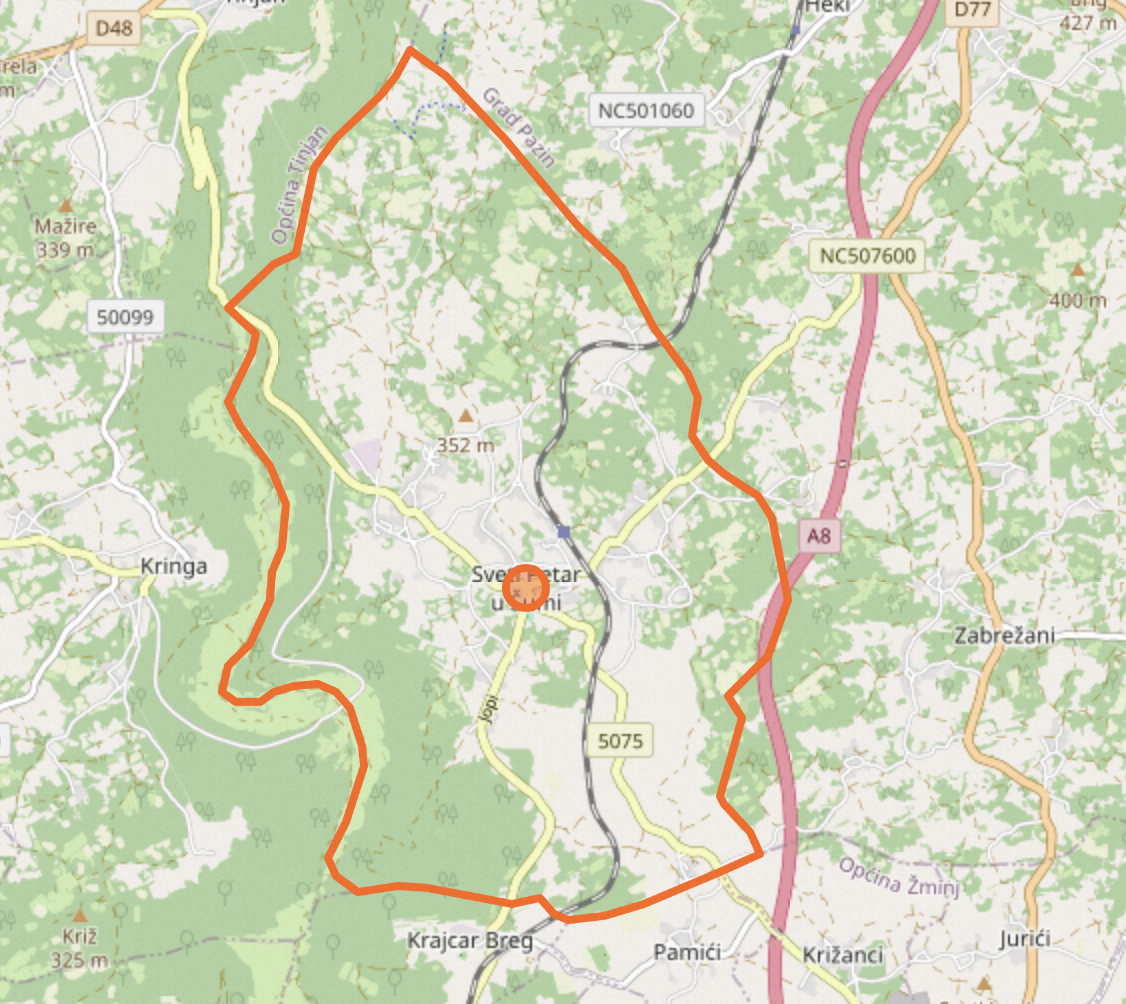 Tinjan
Heki
D48
D77
Brig
427 m
m
NC501060
Grad Pazin
Općina Tinjan
Mažire
339 m
NC507600
400 m
50099
352 m
A8
Kringa
Sveti Petar
u Šumi
Zabrežani
Jopi
5075
Općina Žminj
Križ
325 m
Krajcar Breg
Pamići
Križanci
Jurići